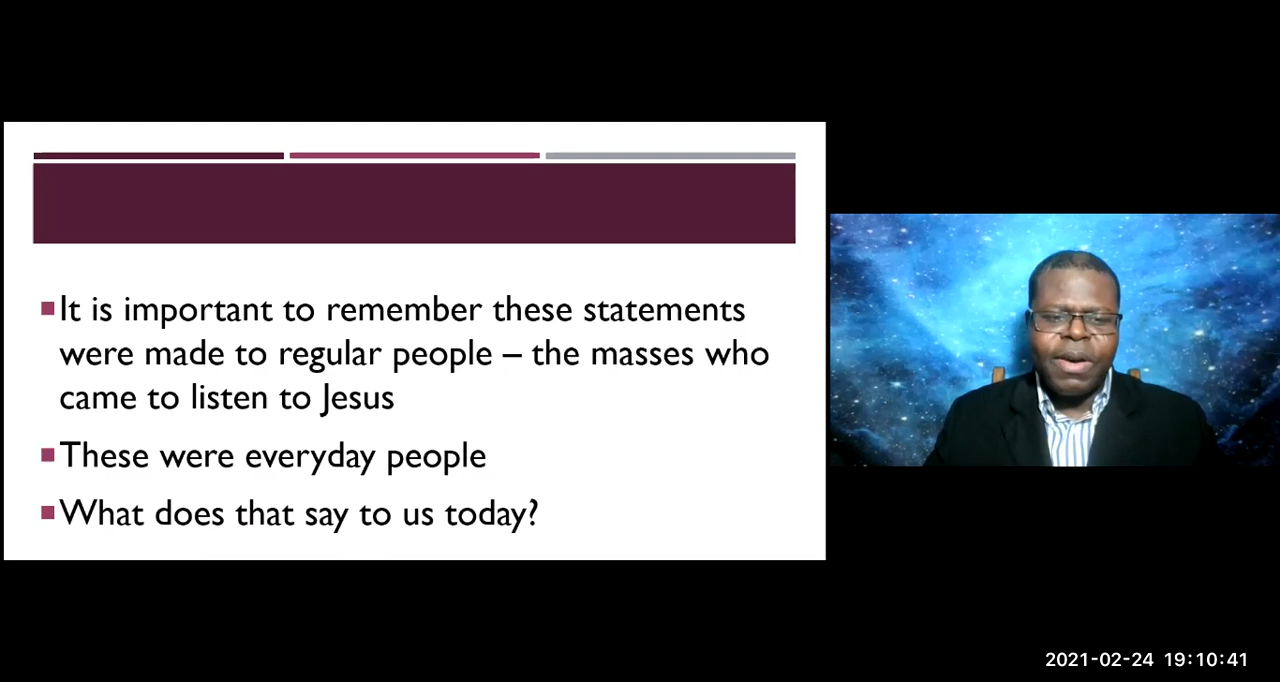 It is important to remember these statements
were made to regular people – the masses who
came to listen to Jesus
These were everyday people
What does that say to us today?
2021-02-24 19:10:41